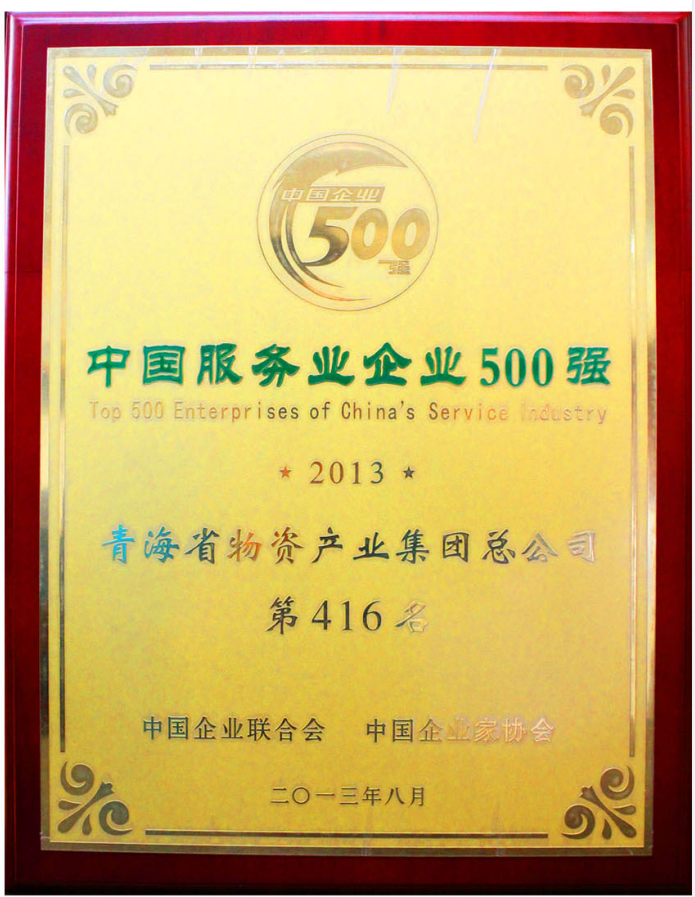 中国企业
500
强
中国服务业企业500强
Top 500 Enterprises of China's Service Industry
★ 2013 ★
青海省物资产业集团总公司
第416名
中国企业联合会 中国企业家协会
二〇一三年八月